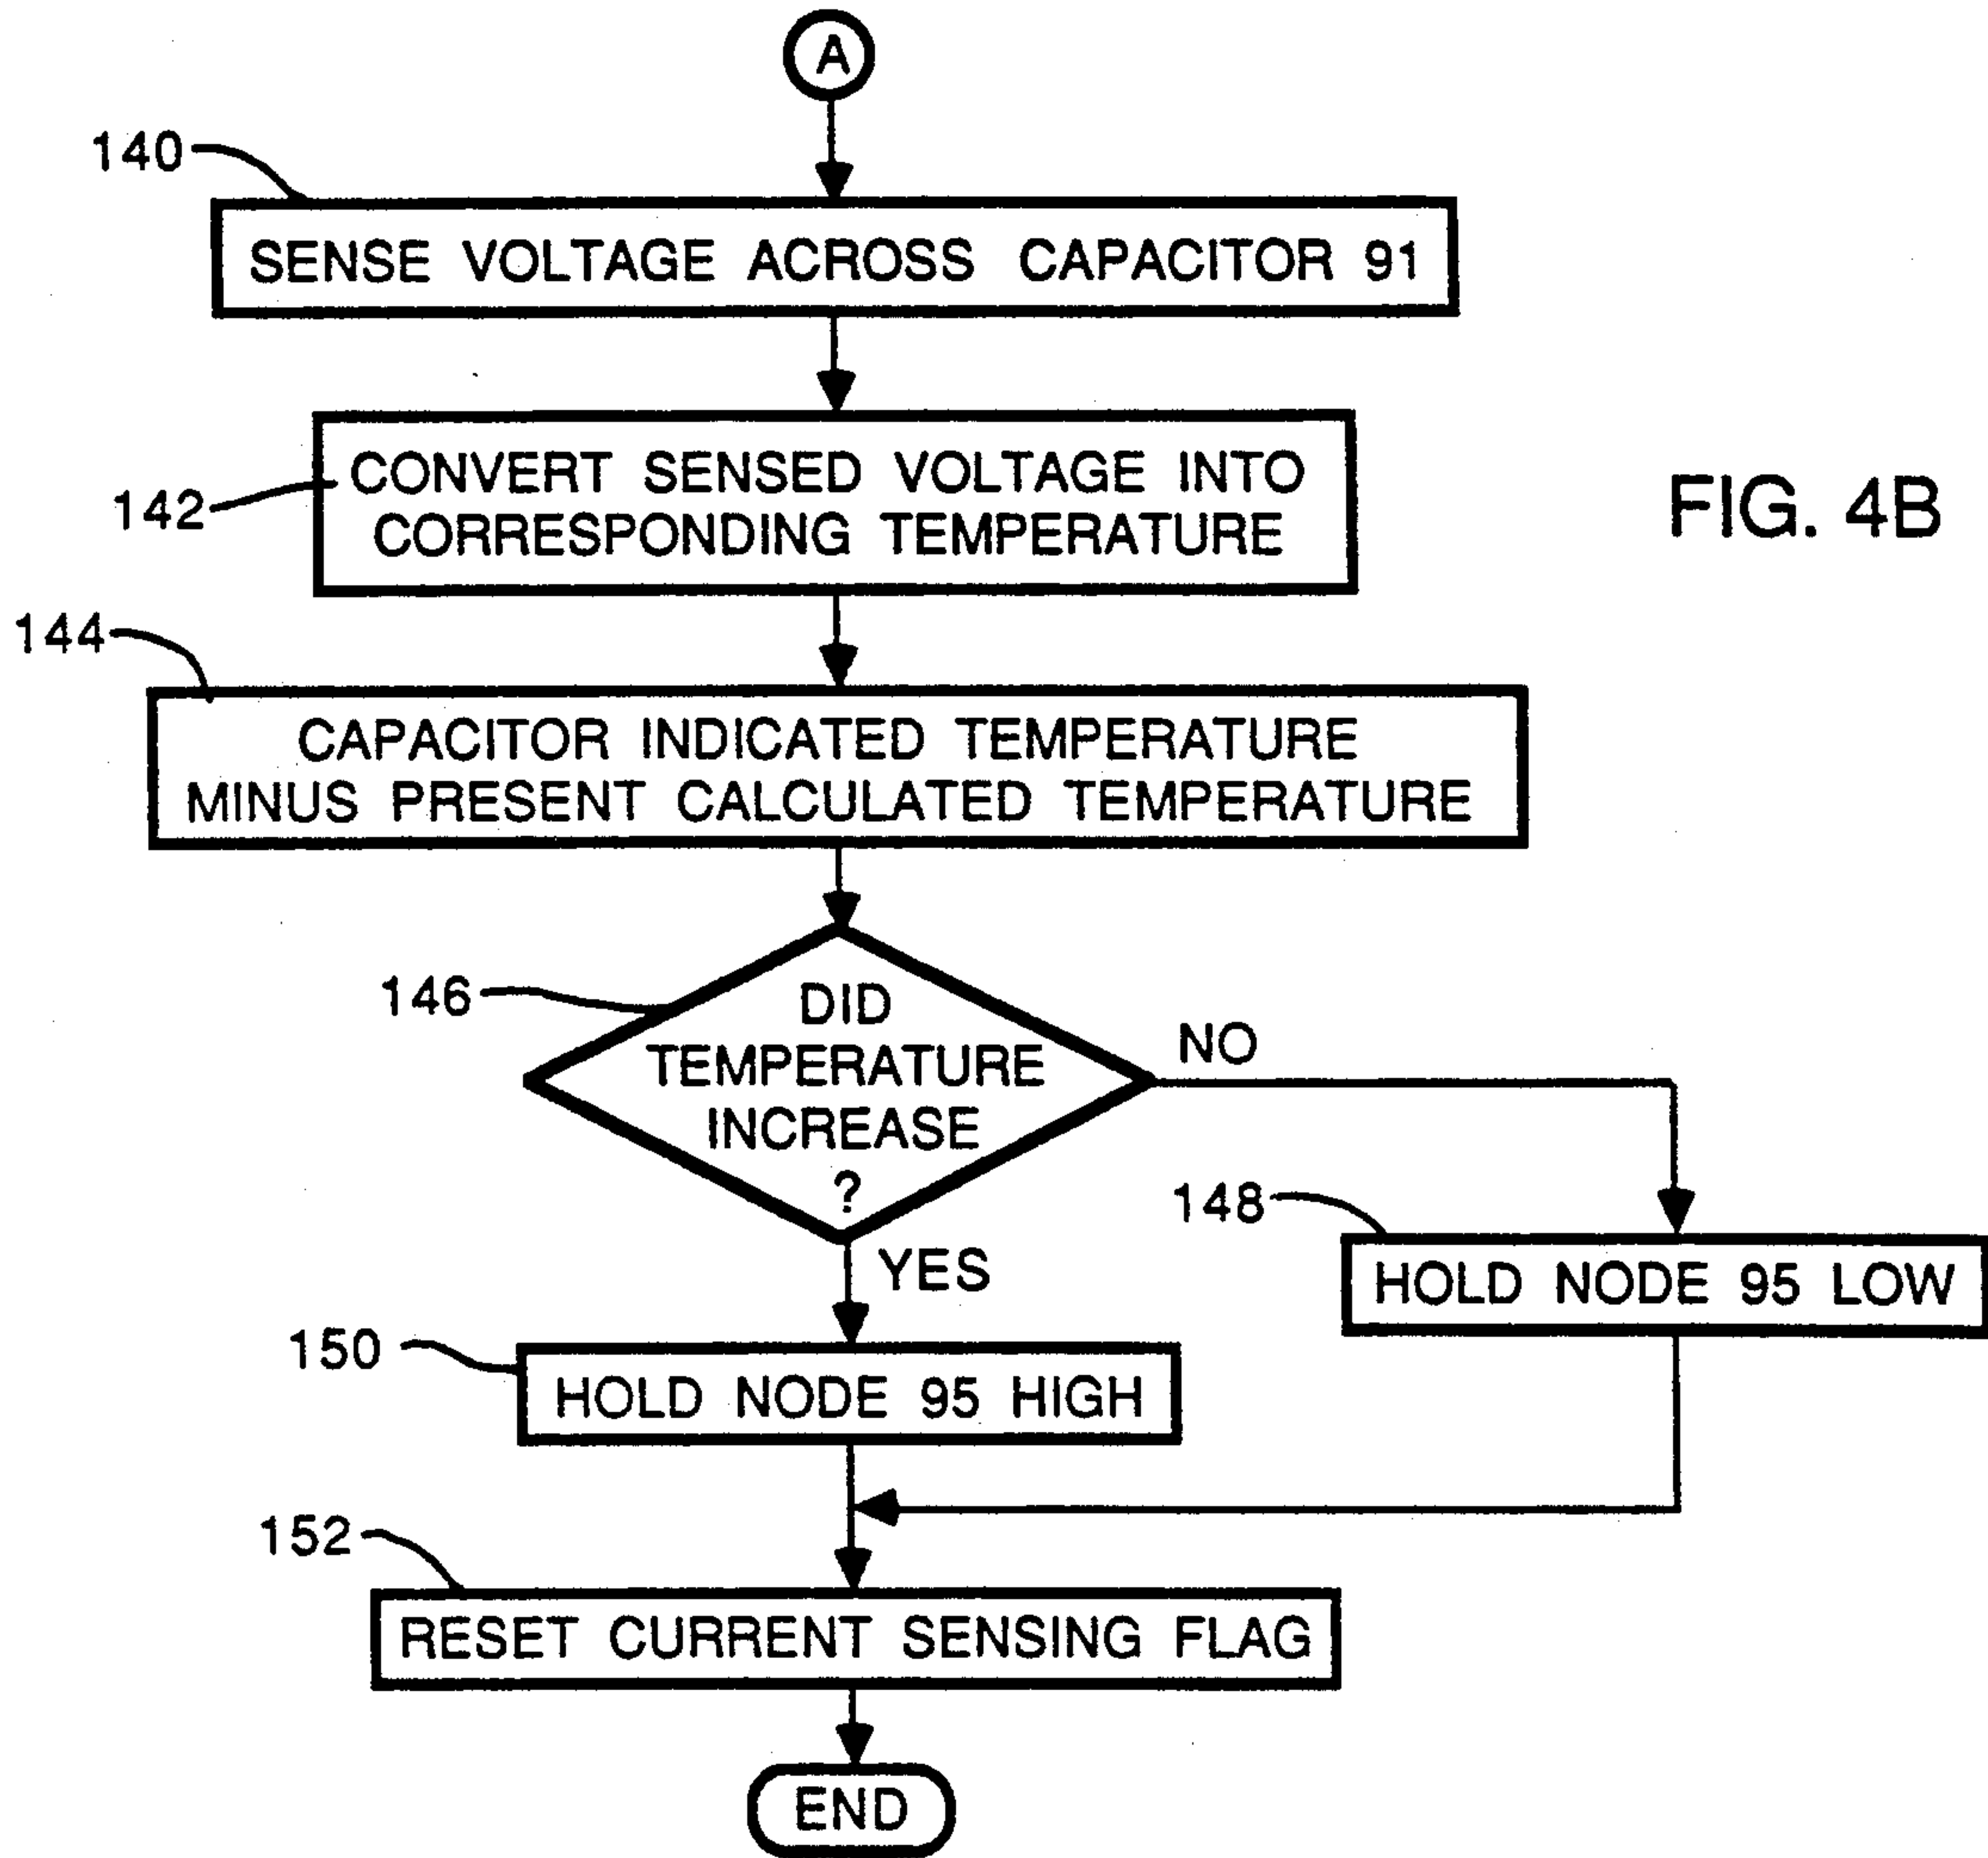 A
140
SENSE VOLTAGE ACROSS CAPACITOR 91
142
CONVERT SENSED VOLTAGE INTO
CORRESPONDING TEMPERATURE
FIG. 4B
144
CAPACITOR INDICATED TEMPERATURE
MINUS PRESENT CALCULATED TEMPERATURE
146
DID
TEMPERATURE
INCREASE
?
NO
YES
148
HOLD NODE 95 LOW
150
HOLD NODE 95 HIGH
152
RESET CURRENT SENSING FLAG
END